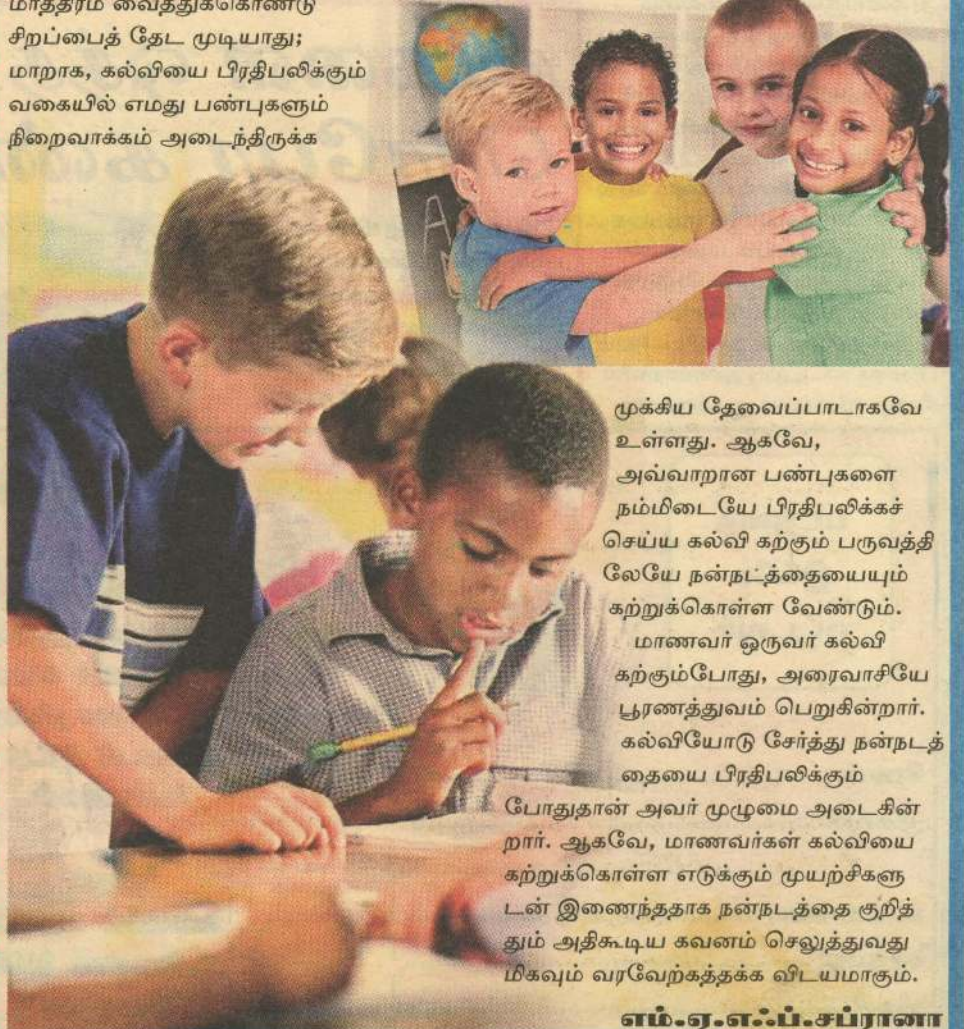 மாத்திரம் வைத்துக்கொண்டு
சிறப்பைத் தேட முடியாது;
மாறாக, கல்வியை பிரதிபலிக்கும்
வகையில் எமது பண்புகளும்
நிறைவாக்கம் அடைந்திருக்க
முக்கிய தேவைப்பாடாகவே
உள்ளது. ஆகவே,
அவ்வாறான பண்புகளை
நம்மிடையே பிரதிபலிக்கச்
செய்ய கல்வி கற்கும் பருவத்தி
லேயே நன்நடத்தையையும்
கற்றுக்கொள்ள வேண்டும்.
மாணவர் ஒருவர் கல்வி
கற்கும்போது, அரைவாசியே
பூரணத்துவம் பெறுகின்றார்.
கல்வியோடு சேர்த்து நன்நடத்
தையை பிரதிபலிக்கும்
போதுதான் அவர் முழுமை அடைகின்
றார். ஆகவே, மாணவர்கள் கல்வியை
கற்றுக்கொள்ள எடுக்கும் முயற்சிகளு
டன் இணைந்ததாக நன்நடத்தை குறித்
தும் அதிகூடிய கவனம் செலுத்துவது
மிகவும் வரவேற்கத்தக்க விடயமாகும்.
எம்.ஏ.எஃப்.சப்ரானா